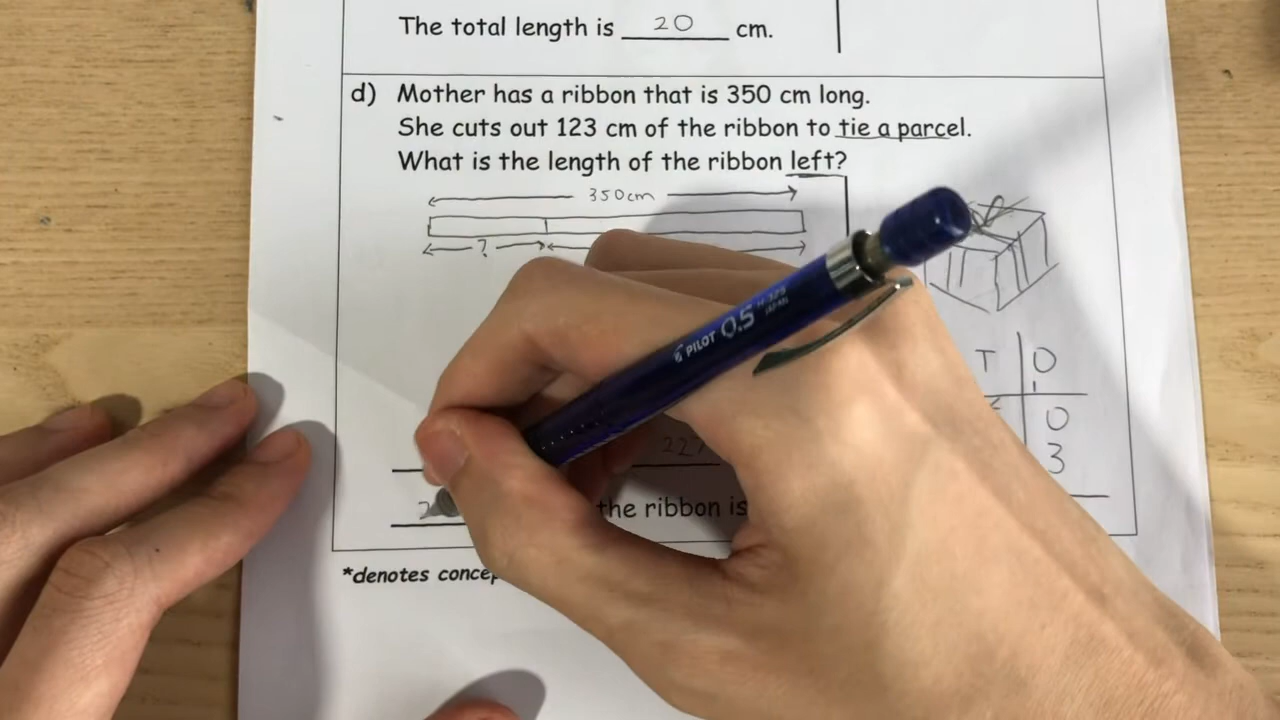 The total length is 20 cm.
d) Mother has a ribbon that is 350 cm long.
She cuts out 123 cm of the ribbon to tie a parcel.
What is the length of the ribbon left?
350cm
?
PILOT 0.5
T O
0
3
227
2 the ribbon is
*denotes